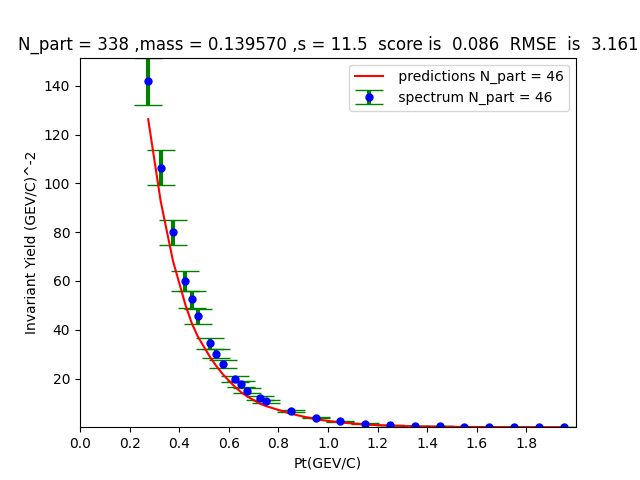 N_part = 338 ,mass = 0.139570 ,s = 11.5  score is  0.086  RMSE  is  3.161
predictions N_part = 46
spectrum N_part = 46
Invariant Yield (GEV/C)^-2
140
120
100
80
60
40
20
0.0 0.2 0.4 0.6 0.8 1.0 1.2 1.4 1.6 1.8
Pt(GEV/C)